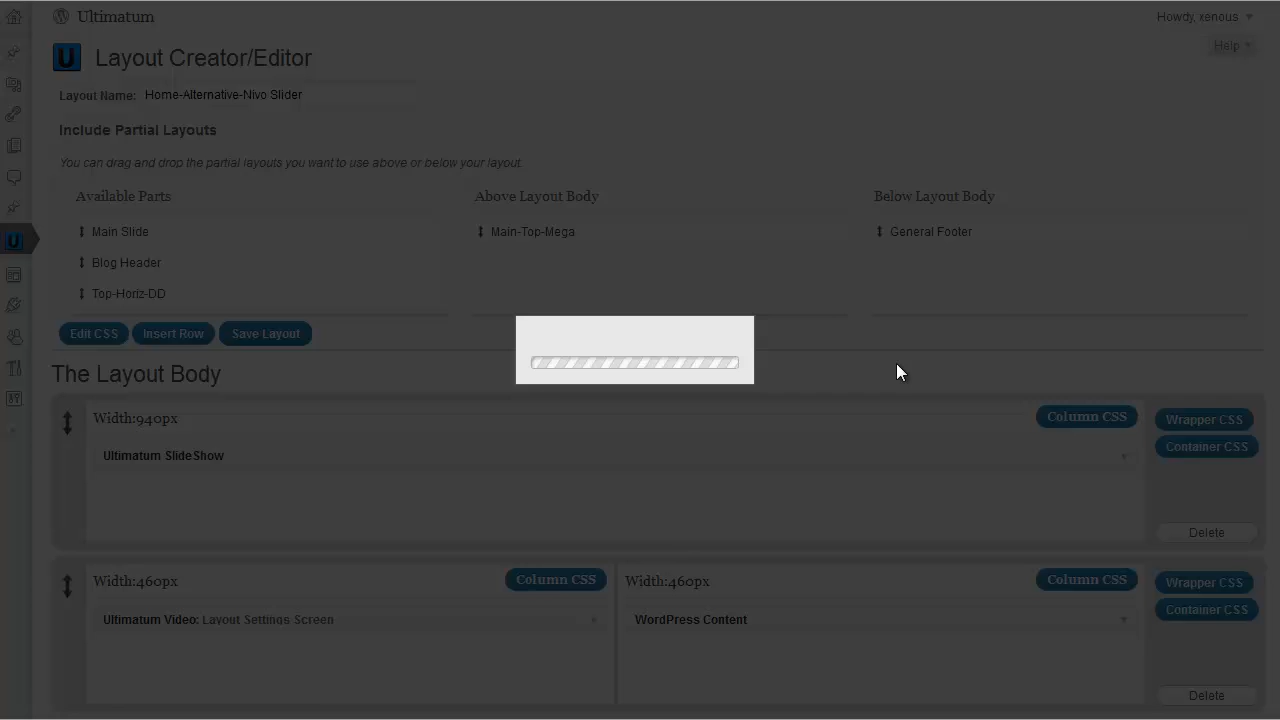 Ultimatum
Howdy, xenous
U Layout Creator/Editor
Help
Layout Name: Home-Alternative-Nivo Slider
Include Partial Layouts
You can drag and drop the partial layouts you want to use above or below your layout.
Available Parts
Above Layout Body
Below Layout Body
Main Slide
Main-Top-Mega
General Footer
U
Blog Header
Top-Horiz-DD
Edit CSS
Insert Row
Save Layout
The Layout Body
Width:940px
Column CSS
Wrapper CSS
Container CSS
Ultimatum SlideShow
Delete
Width:460px
Column CSS
Width:460px
Column CSS
Wrapper CSS
Container CSS
Ultimatum Video: Layout Settings Screen
WordPress Content
Delete